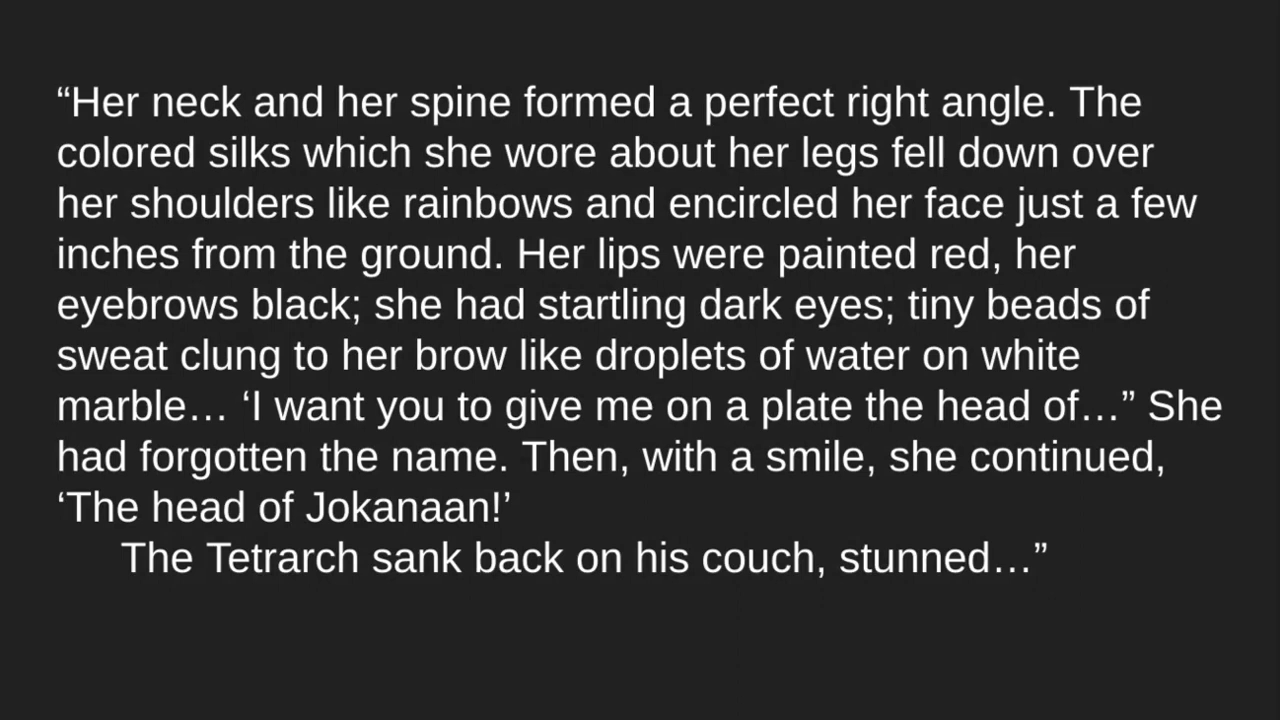 “Her neck and her spine formed a perfect right angle. The
colored silks which she wore about her legs fell down over
her shoulders like rainbows and encircled her face just a few
inches from the ground. Her lips were painted red, her
eyebrows black; she had startling dark eyes; tiny beads of
sweat clung to her brow like droplets of water on white
marble… ‘I want you to give me on a plate the head of…” She
had forgotten the name. Then, with a smile, she continued,
‘The head of Jokanaan!’
The Tetrarch sank back on his couch, stunned…”